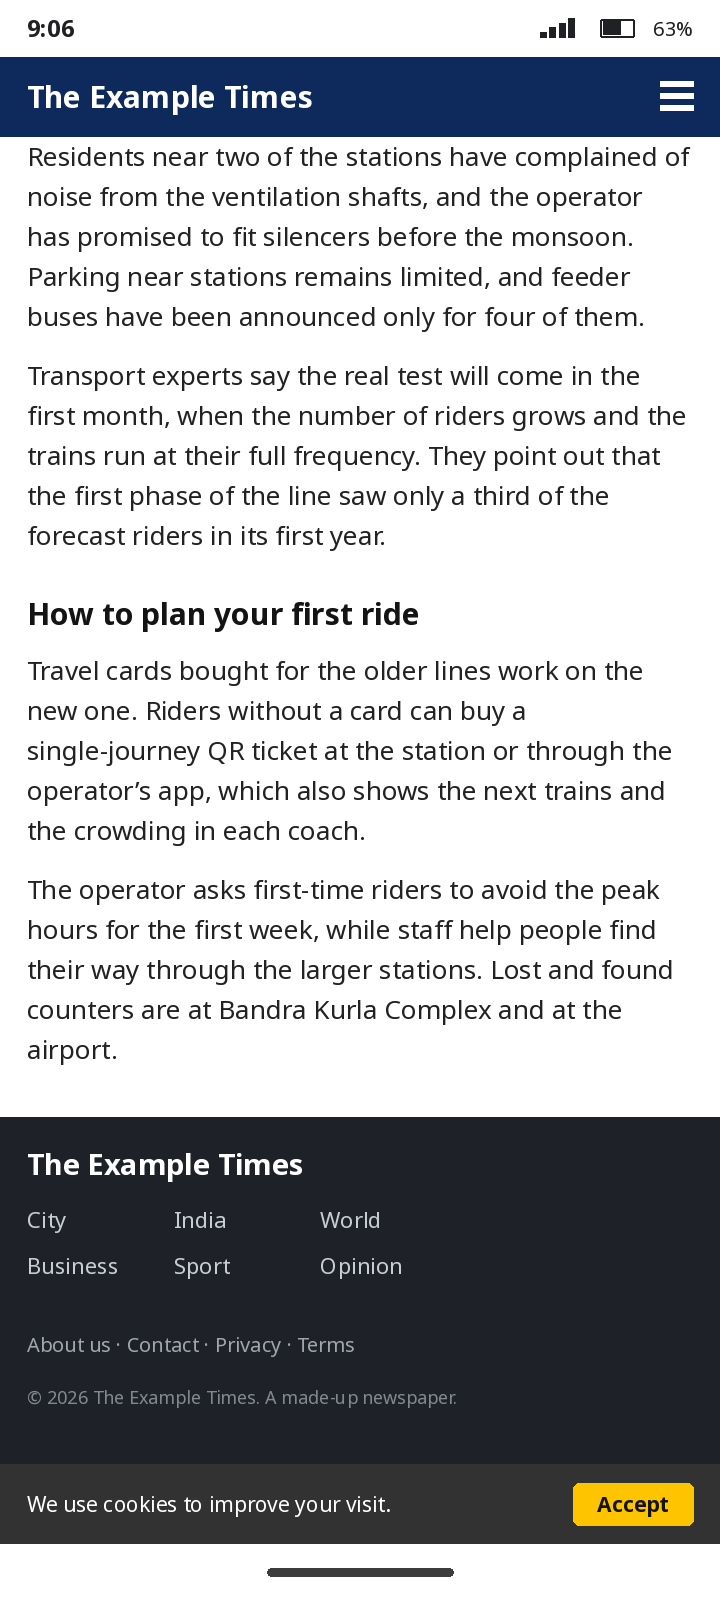 9:06
63%
The Example Times
Residents near two of the stations have complained of
noise from the ventilation shafts, and the operator
has promised to fit silencers before the monsoon.
Parking near stations remains limited, and feeder
buses have been announced only for four of them.
Transport experts say the real test will come in the
first month, when the number of riders grows and the
trains run at their full frequency. They point out that
the first phase of the line saw only a third of the
forecast riders in its first year.
How to plan your first ride
Travel cards bought for the older lines work on the
new one. Riders without a card can buy a
single-journey QR ticket at the station or through the
operator’s app, which also shows the next trains and
the crowding in each coach.
The operator asks first-time riders to avoid the peak
hours for the first week, while staff help people find
their way through the larger stations. Lost and found
counters are at Bandra Kurla Complex and at the
airport.
The Example Times
City India World
Business Sport Opinion
About us · Contact · Privacy · Terms
© 2026 The Example Times. A made-up newspaper.
We use cookies to improve your visit.
Accept